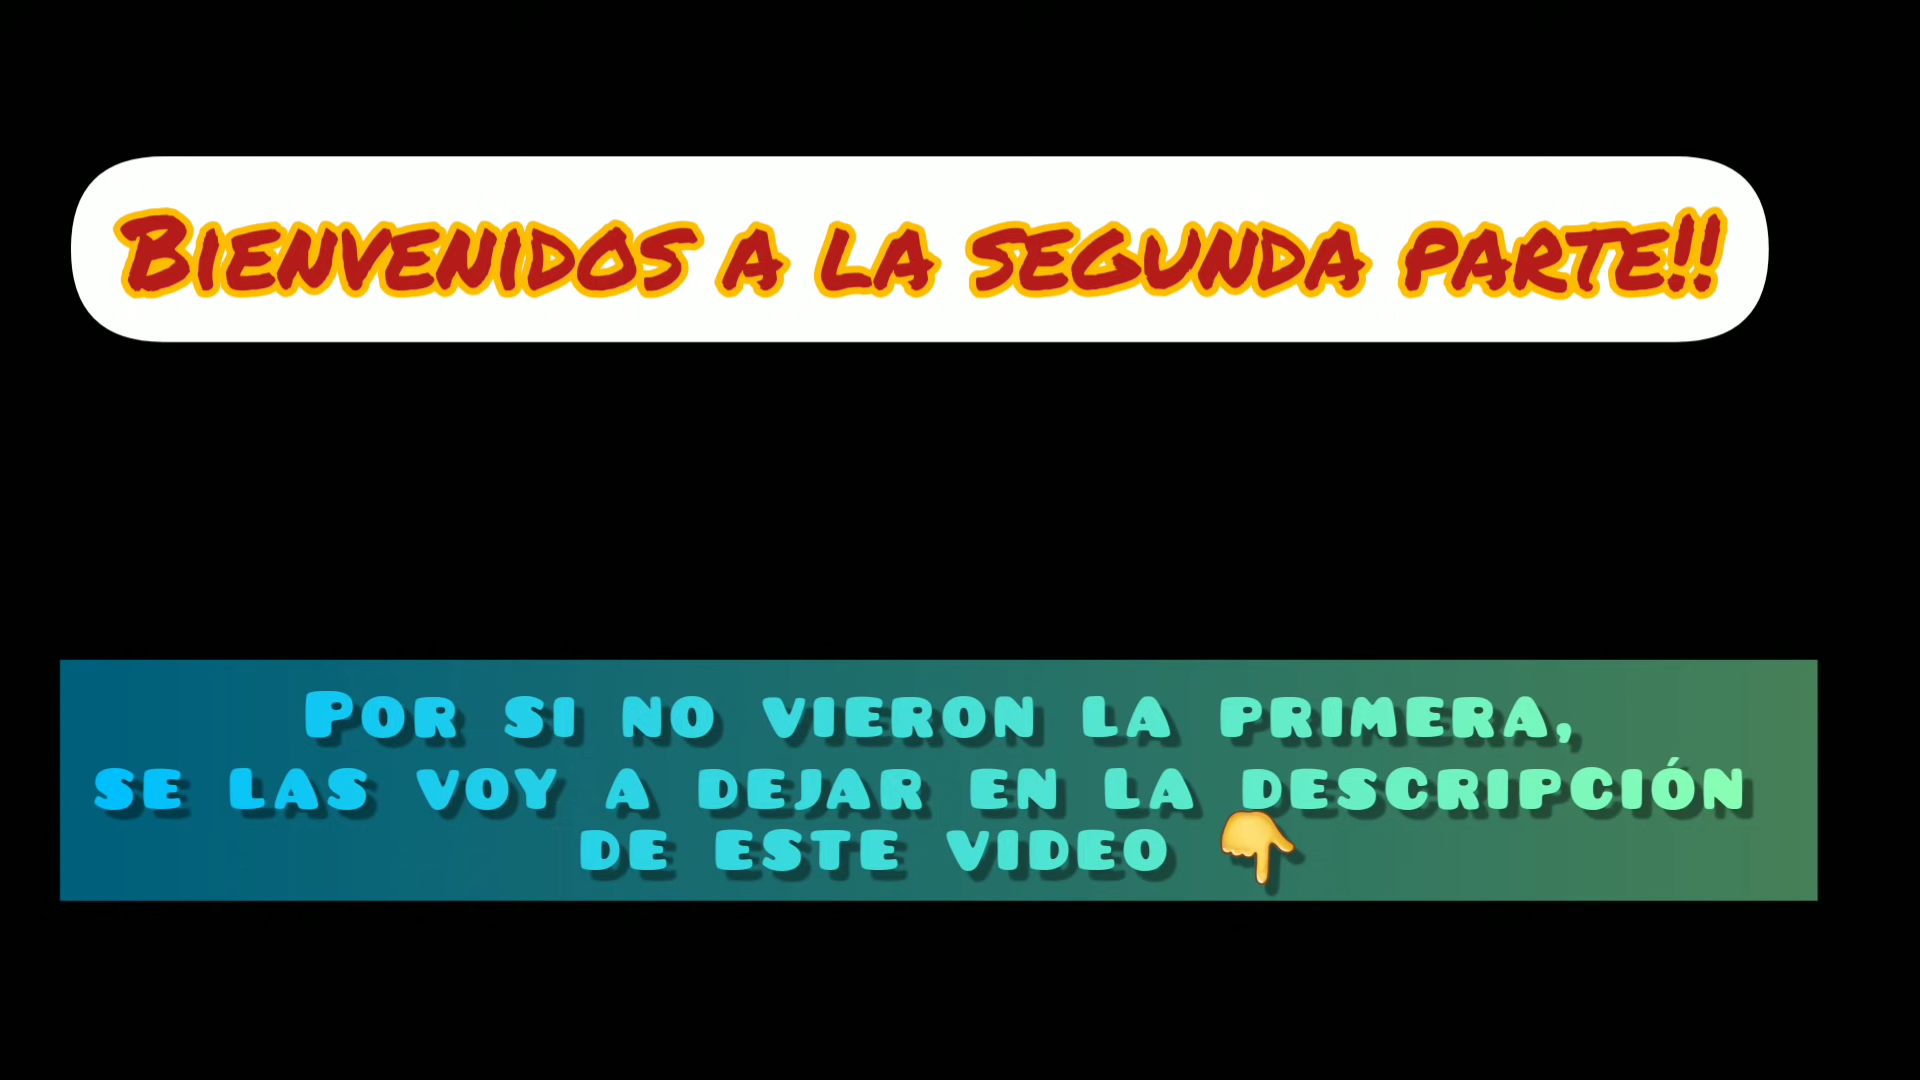 Bienvenidos a la segunda parte!!
Por si no vieron la primera,
se las voy a dejar en la descripción
de este video 👇